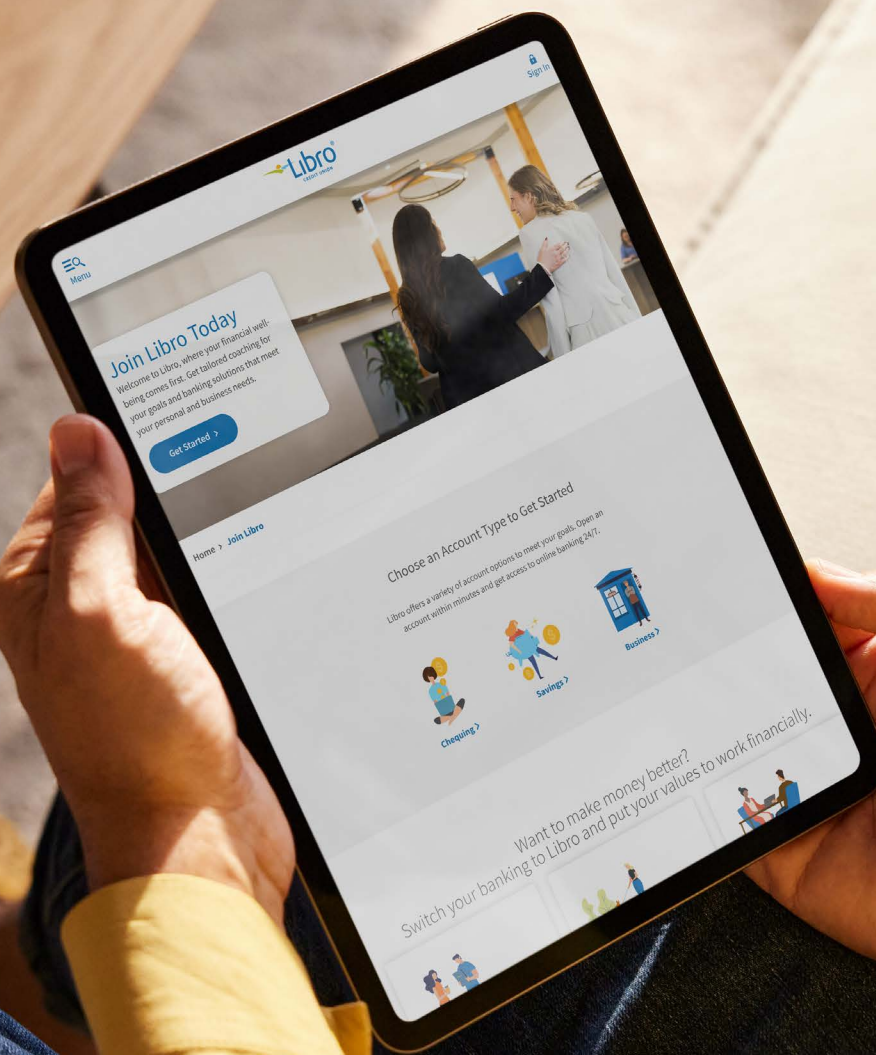 Sign In
Libro®
CREDIT UNION
Menu
Join Libro Today
Welcome to Libro, where your financial well-
being comes first. Get tailored coaching for
your goals and banking solutions that meet
your personal and business needs.
Get Started >
Home > Join Libro
Choose an Account Type to Get Started
Libro offers a variety of account options to meet your goals. Open an
account within minutes and get access to online banking 24/7.
Chequing >
Savings >
Business >
Want to make money better?
Switch your banking to Libro and put your values to work financially.